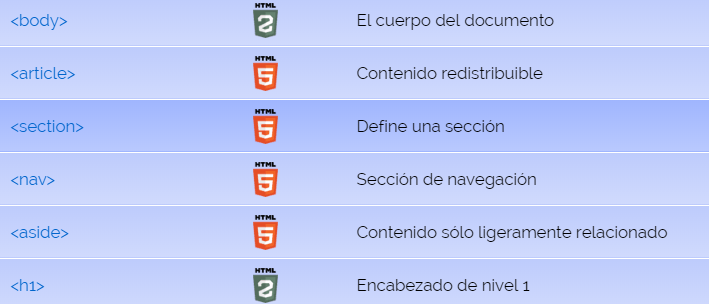 <body> HTML 2 El cuerpo del documento
<article> HTML 5 Contenido redistribuible
<section> HTML 5 Define una sección
<nav> HTML 5 Sección de navegación
<aside> HTML 5 Contenido sólo ligeramente relacionado
<h1> HTML 2 Encabezado de nivel 1